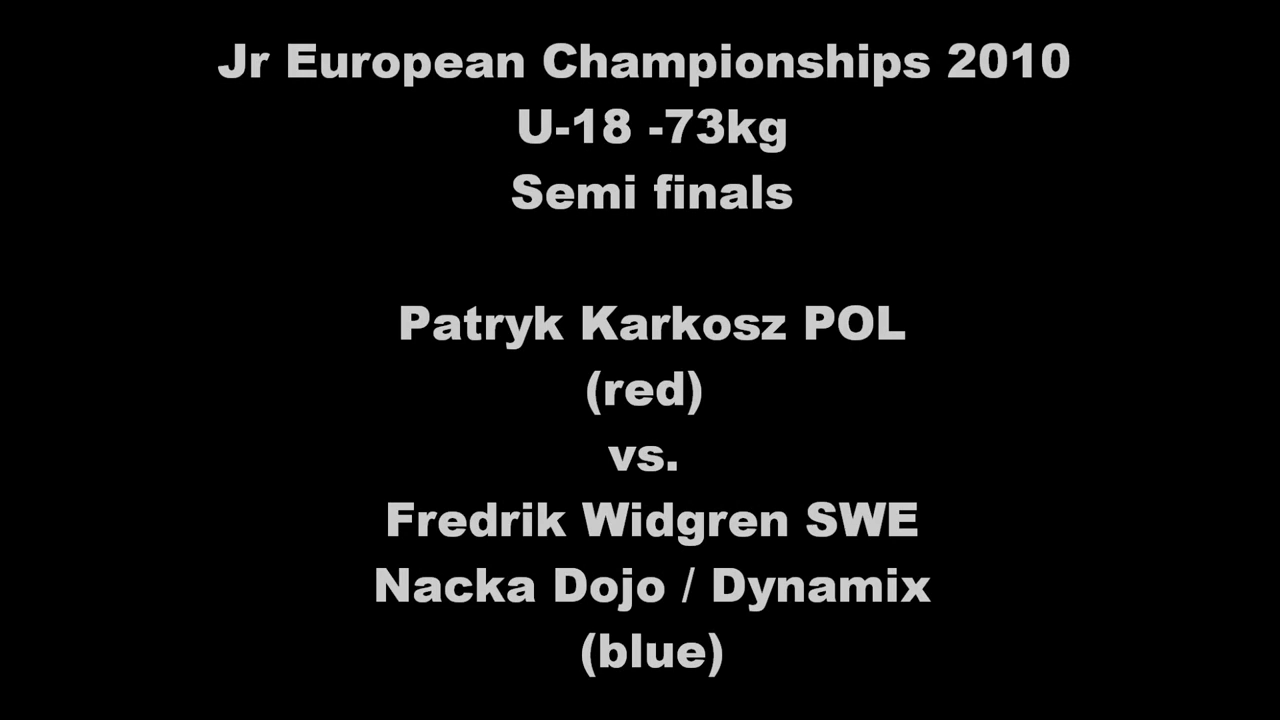 Jr European Championships 2010
U-18 -73kg
Semi finals
Patryk Karkosz POL
(red)
vs.
Fredrik Widgren SWE
Nacka Dojo / Dynamix
(blue)